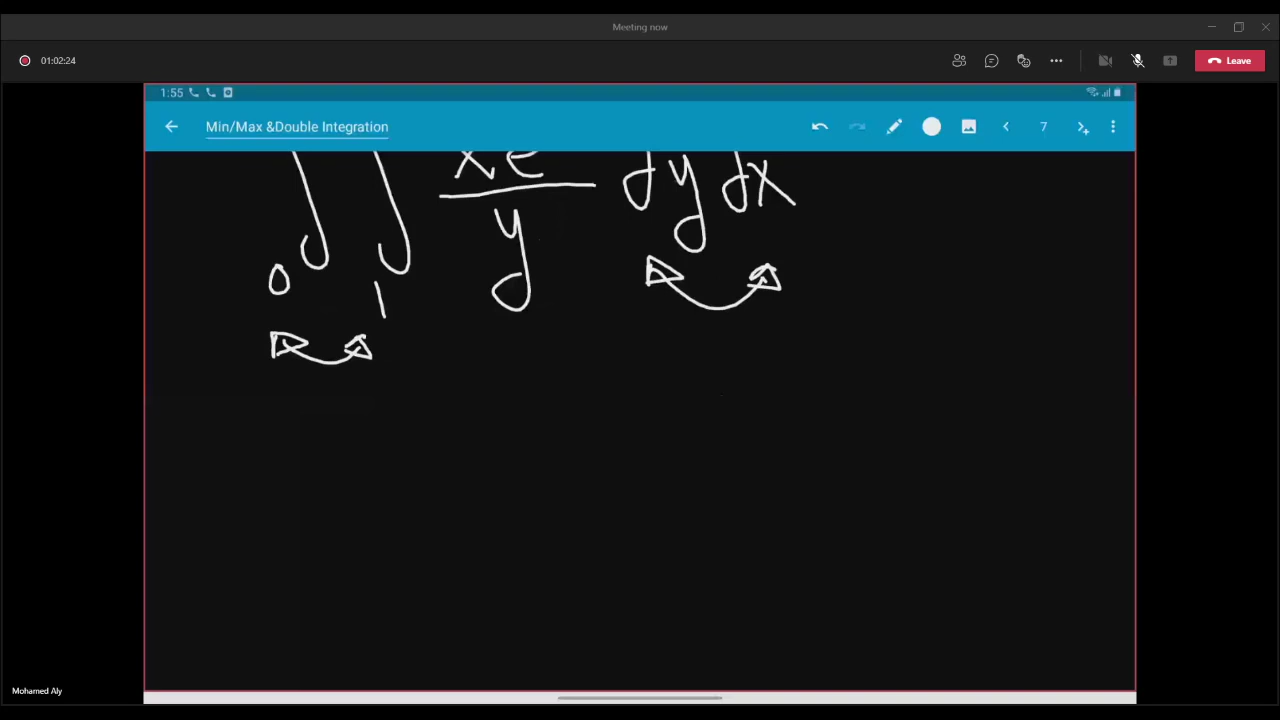 Meeting now
01:02:24
Leave
1:55
Min/Max &Double Integration
7
∫ ∫ xe / y dy dx
0 1
Mohamed Aly